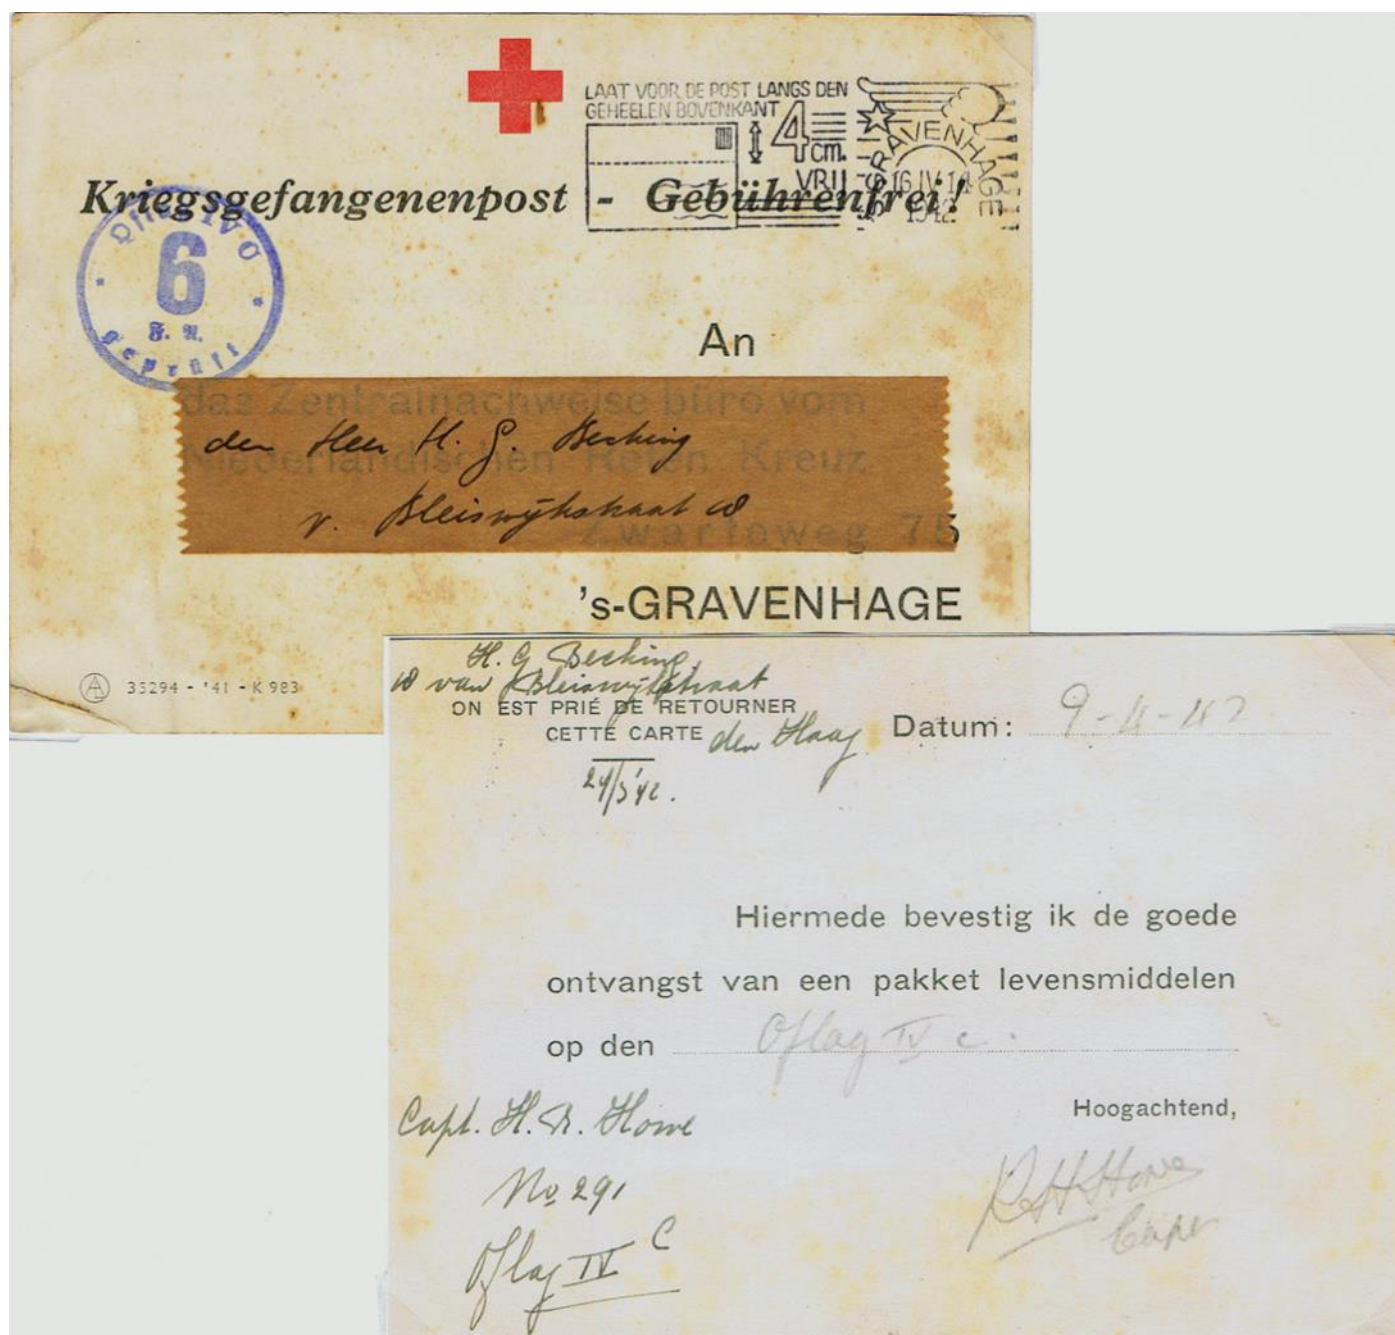 LAAT VOOR DE POST LANGS DEN
GEHEELEN BOVENKANT
4
cm.
VRIJ
'S-GRAVENHAGE
16 IV 14
1942
Kriegsgefangenenpost - Gebührenfrei!
Oflag IVC
6
F. A.
geprüft
An
das Zentralnachweise büro vom
Niederländischen Roten Kreuz
Zwarteweg 75
den Heer H. G. Becking
v. Bleiswijkstraat 18
's-GRAVENHAGE
35294 - '41 - K 983
H. G. Becking
18 van Bleiswijkstraat
ON EST PRIÉ DE RETOURNER
CETTE CARTE
den Haag
24/3'42.
Datum: 9-4-42
Hiermede bevestig ik de goede
ontvangst van een pakket levensmiddelen
op den Oflag IV c.
Hoogachtend,
Capt. H. R. Howe
No 291
Oflag IV C
R H Howe
Capt